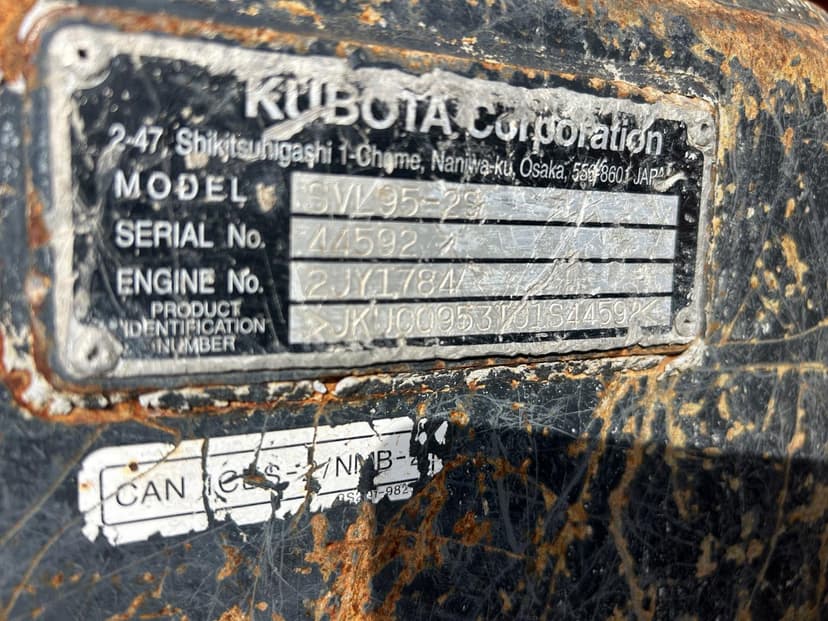 KUBOTA Corporation
2-47, Shikitsuhigashi 1-Chome, Naniwa-ku, Osaka, 556-8601 JAPAN
MODEL SVL95-2S
SERIAL No. 44592
ENGINE No. 2JY1784
PRODUCT
IDENTIFICATION
NUMBER
CAN